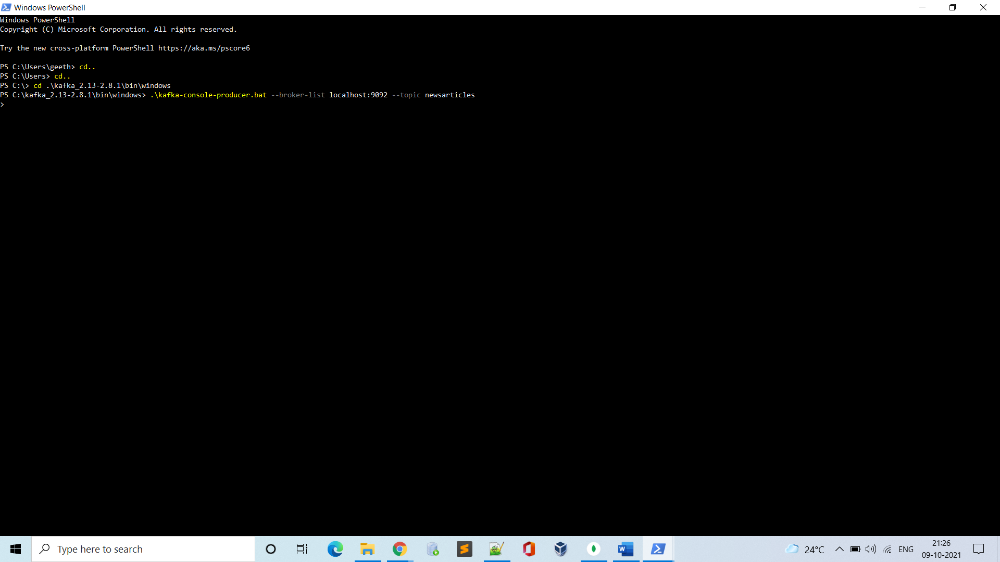 Windows PowerShell
Windows PowerShell
Copyright (C) Microsoft Corporation. All rights reserved.
Try the new cross-platform PowerShell https://aka.ms/pscore6
PS C:\Users\geeth> cd..
PS C:\Users> cd..
PS C:\> cd .\kafka_2.13-2.8.1\bin\windows
PS C:\kafka_2.13-2.8.1\bin\windows> .\kafka-console-producer.bat --broker-list localhost:9092 --topic newsarticles
>
Type here to search
24°C
ENG
21:26
09-10-2021